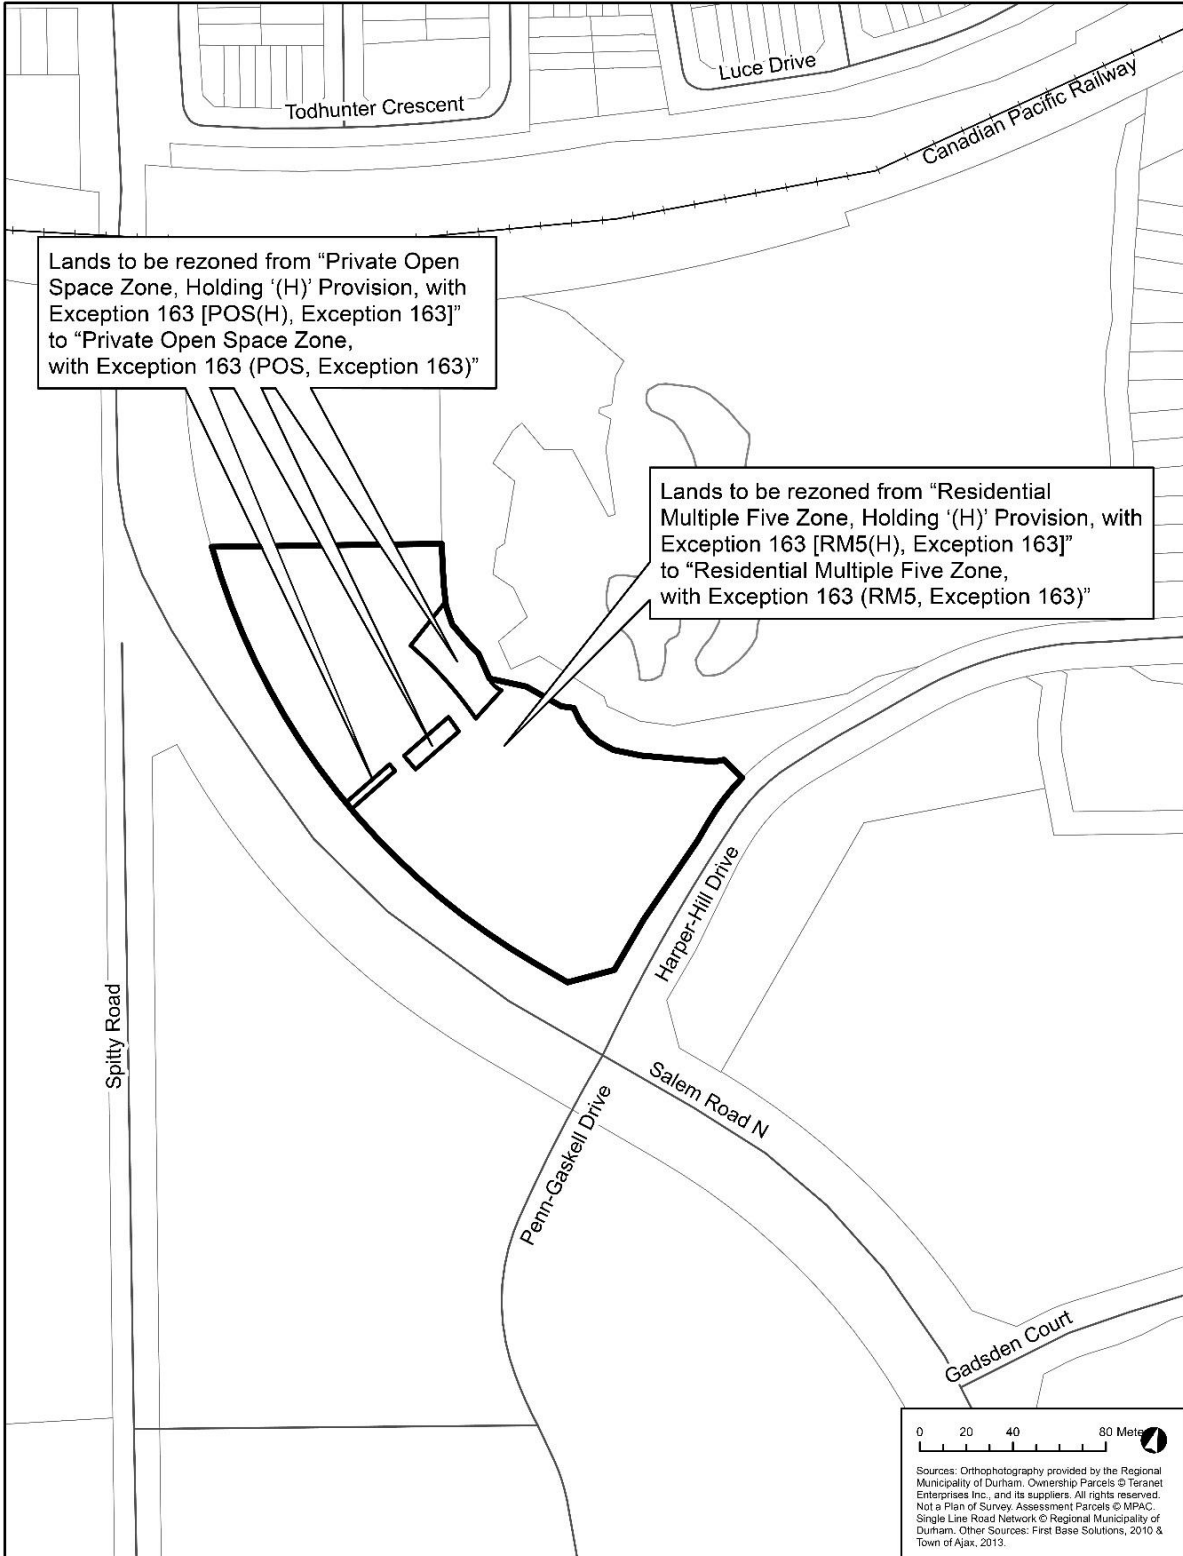 Luce Drive
Todhunter Crescent
Canadian Pacific Railway
Lands to be rezoned from “Private Open
Space Zone, Holding ‘(H)’ Provision, with
Exception 163 [POS(H), Exception 163]”
to “Private Open Space Zone,
with Exception 163 (POS, Exception 163)”
Lands to be rezoned from “Residential
Multiple Five Zone, Holding ‘(H)’ Provision, with
Exception 163 [RM5(H), Exception 163]”
to “Residential Multiple Five Zone,
with Exception 163 (RM5, Exception 163)”
Harper-Hill Drive
Spitty Road
Salem Road N
Penn-Gaskell Drive
Gadsden Court
0 20 40 80 Mete
Sources: Orthophotography provided by the Regional
Municipality of Durham. Ownership Parcels © Teranet
Enterprises Inc., and its suppliers. All rights reserved.
Not a Plan of Survey. Assessment Parcels © MPAC.
Single Line Road Network © Regional Municipality of
Durham. Other Sources: First Base Solutions, 2010 &
Town of Ajax, 2013.